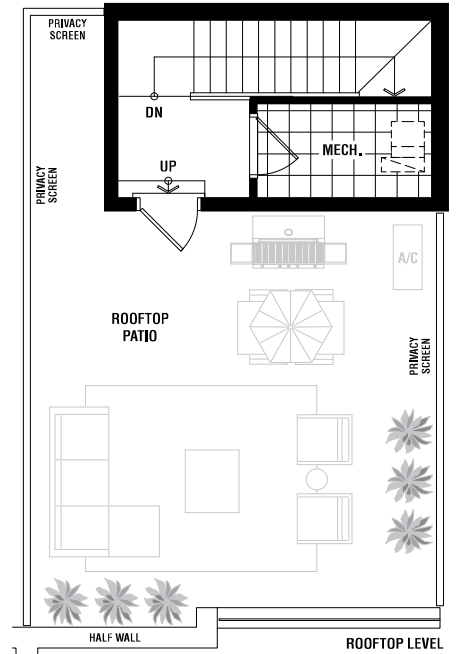 PRIVACY
SCREEN
DN
MECH.
UP
PRIVACY
SCREEN
A/C
ROOFTOP
PATIO
PRIVACY
SCREEN
HALF WALL
ROOFTOP LEVEL